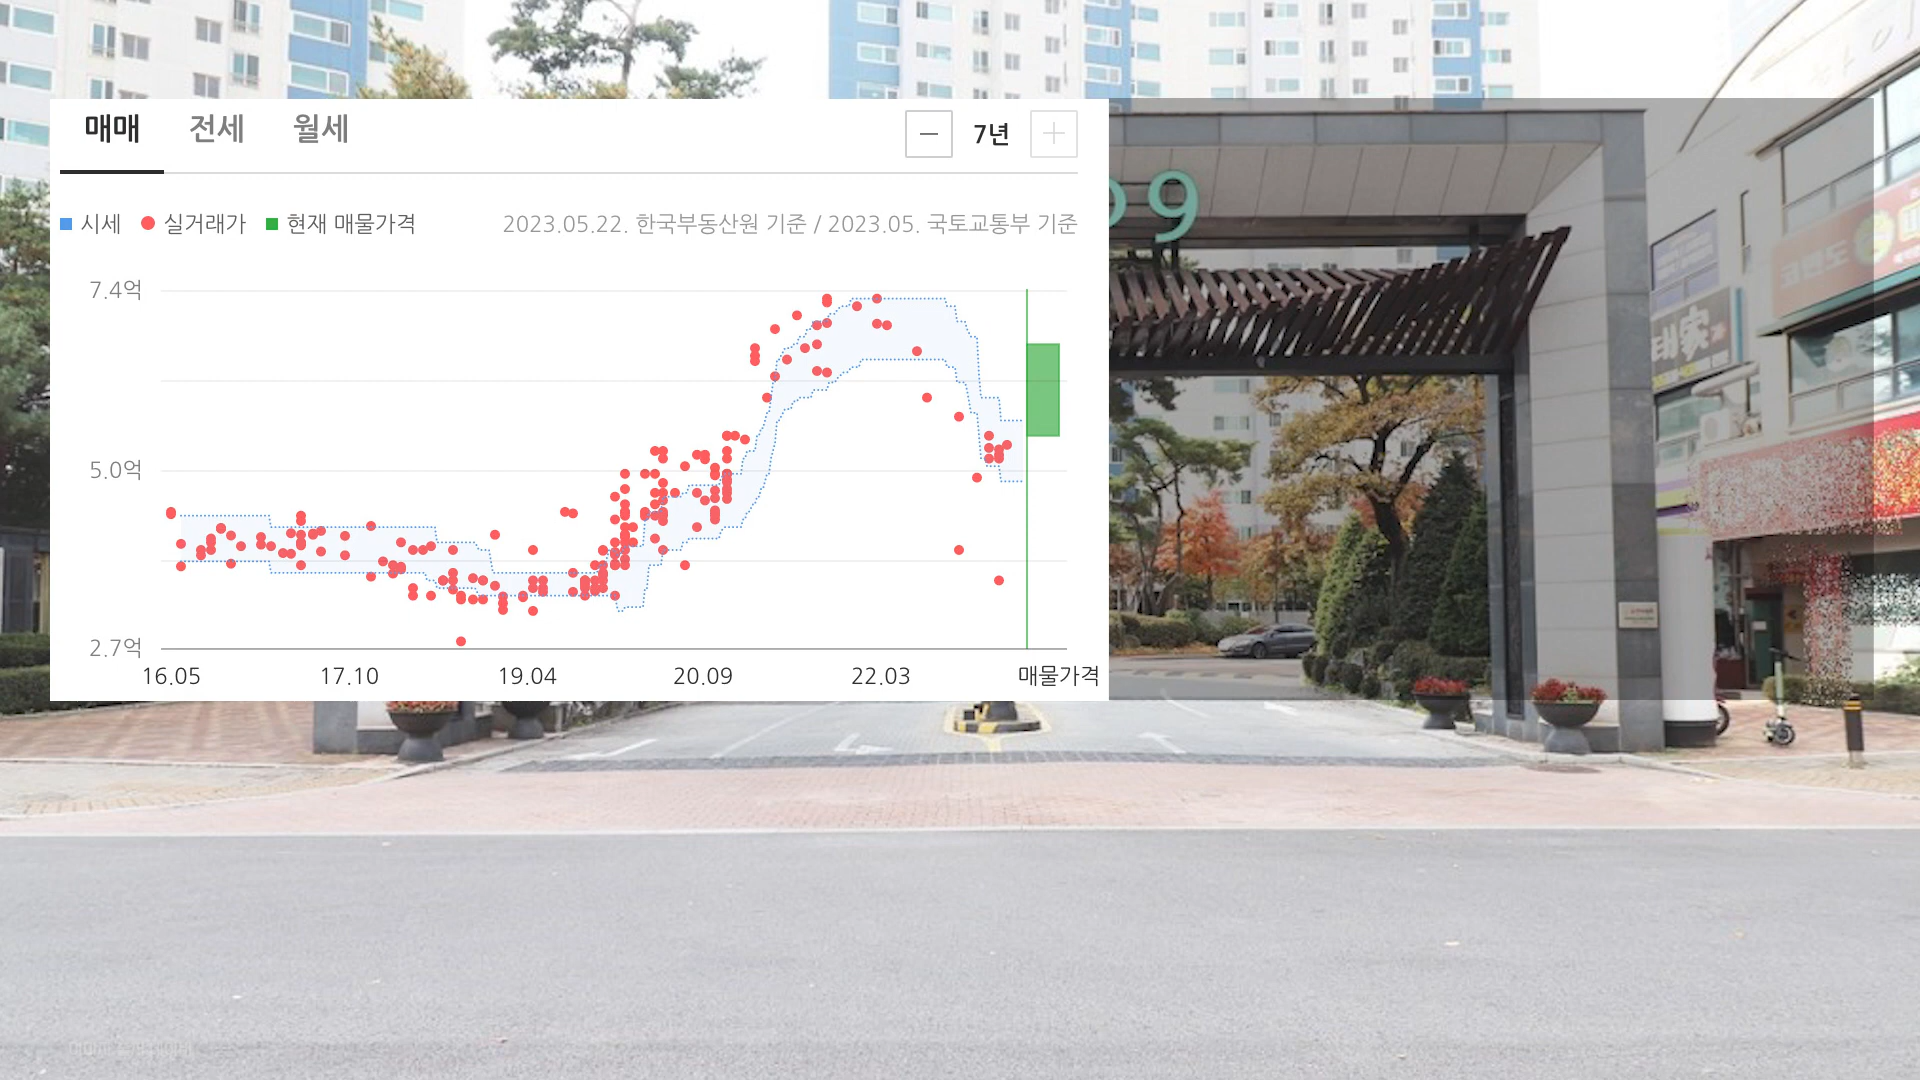 매매 전세 월세
7년
시세 실거래가 현재 매물가격 2023.05.22. 한국부동산원 기준 / 2023.05. 국토교통부 기준
7.4억
5.0억
2.7억
16.05 17.10 19.04 20.09 22.03 매물가격
9